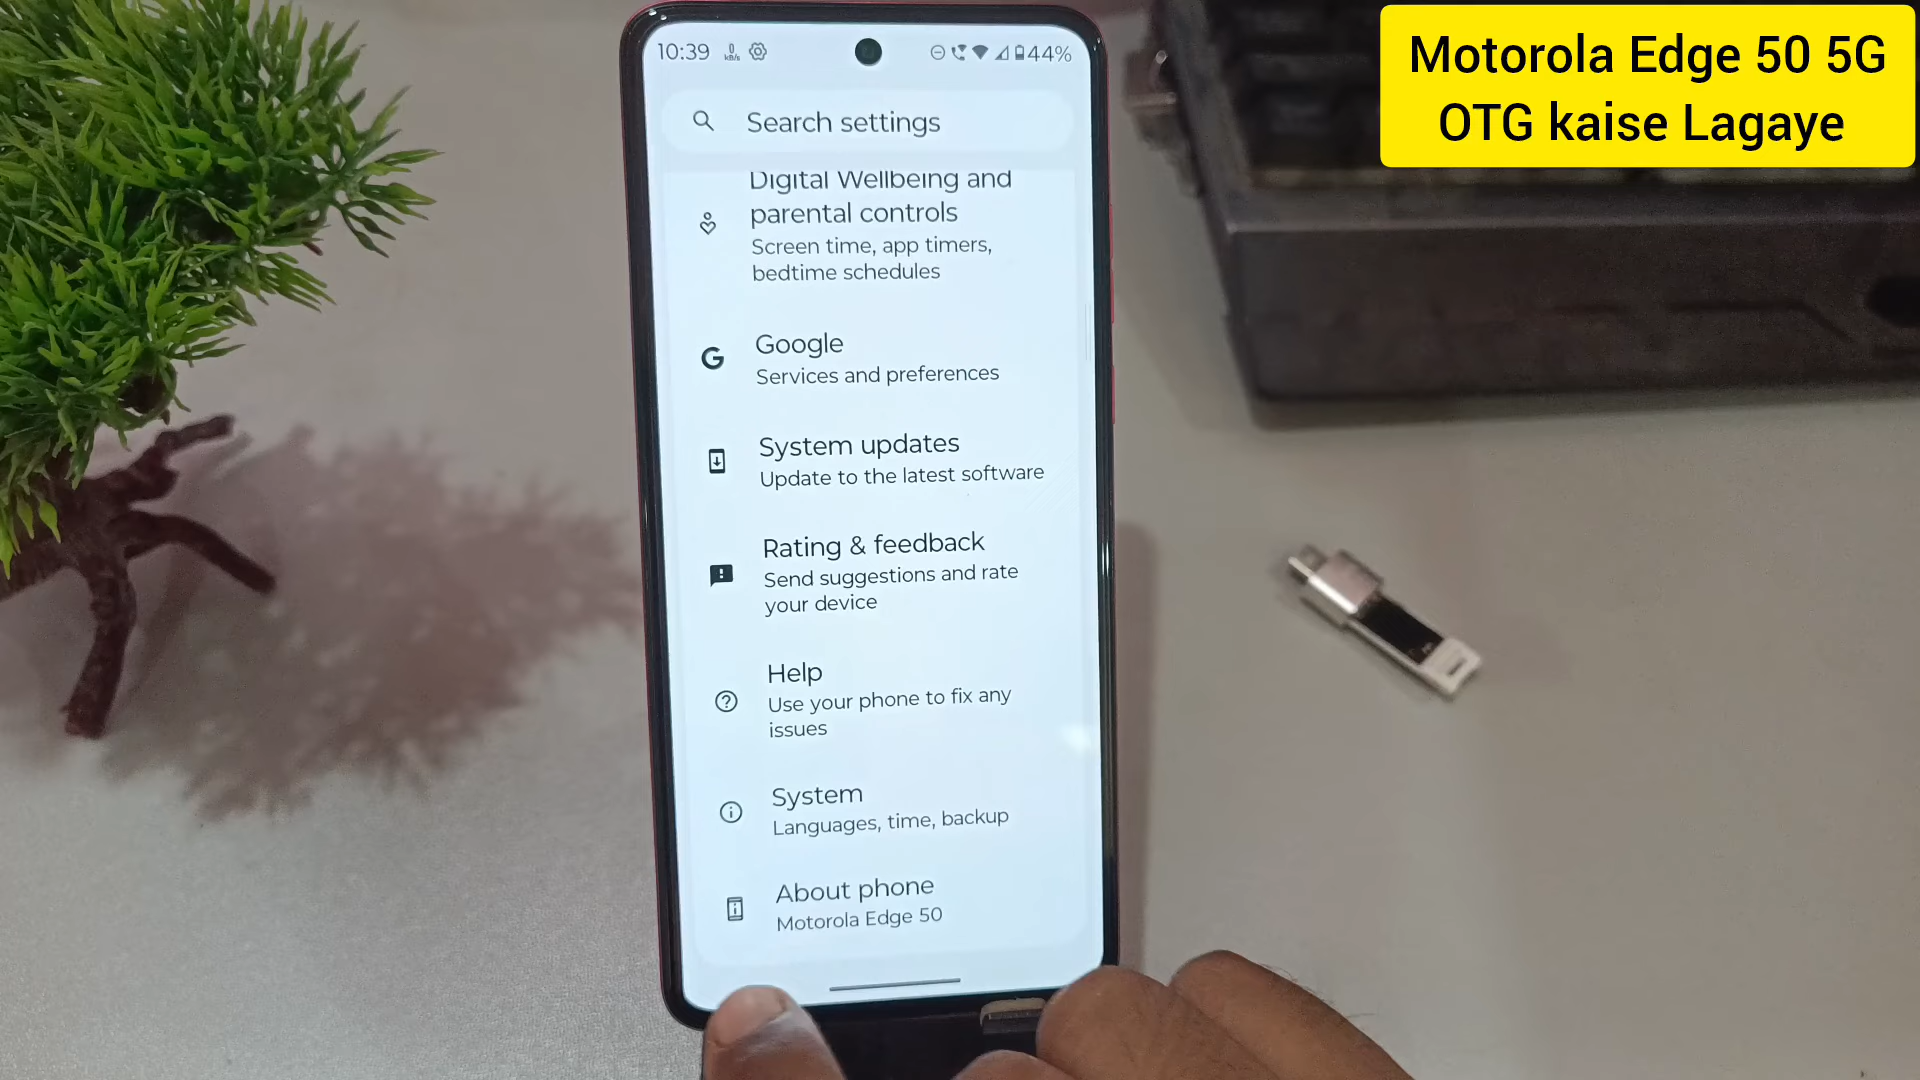 Motorola Edge 50 5G
OTG kaise Lagaye
10:39
44%
Search settings
Digital Wellbeing and
parental controls
Screen time, app timers,
bedtime schedules
Google
Services and preferences
System updates
Update to the latest software
Rating & feedback
Send suggestions and rate
your device
Help
Use your phone to fix any
issues
System
Languages, time, backup
About phone
Motorola Edge 50